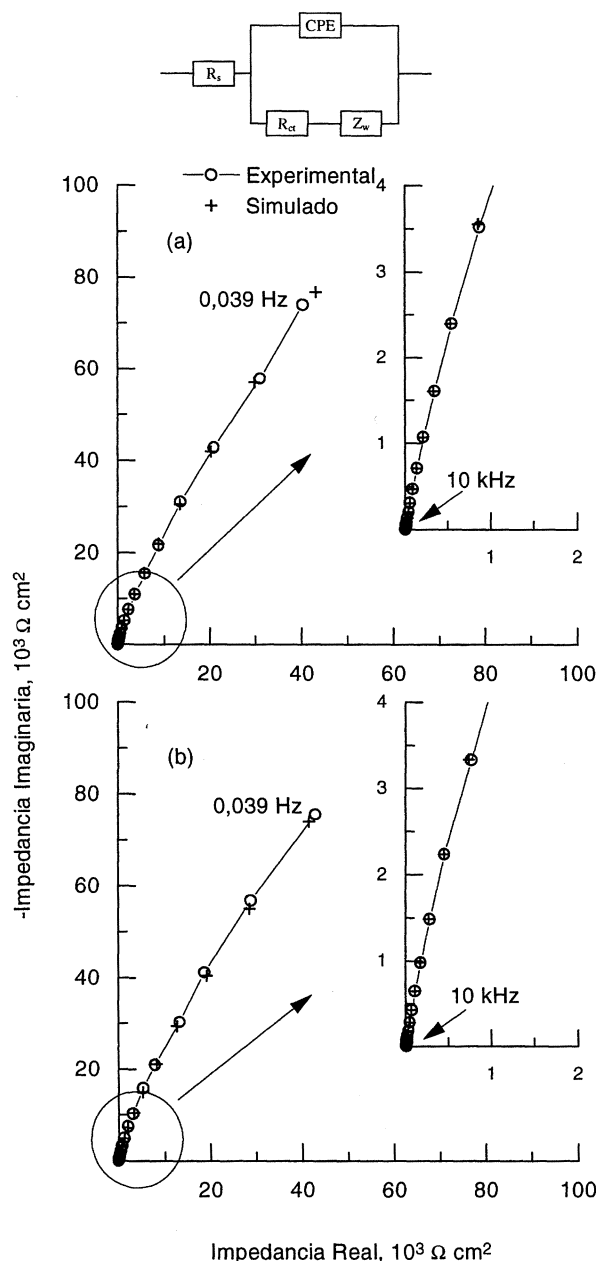 CPE
Rs
Rct
Zw
Experimental
Simulado
(a)
100
80
60
40
20
0,039 Hz
20
40
60
80
100
4
3
2
1
10 kHz
1
2
(b)
100
80
60
40
20
0,039 Hz
20
40
60
80
100
4
3
2
1
10 kHz
1
2
-Impedancia Imaginaria, 10³ Ω cm²
Impedancia Real, 10³ Ω cm²